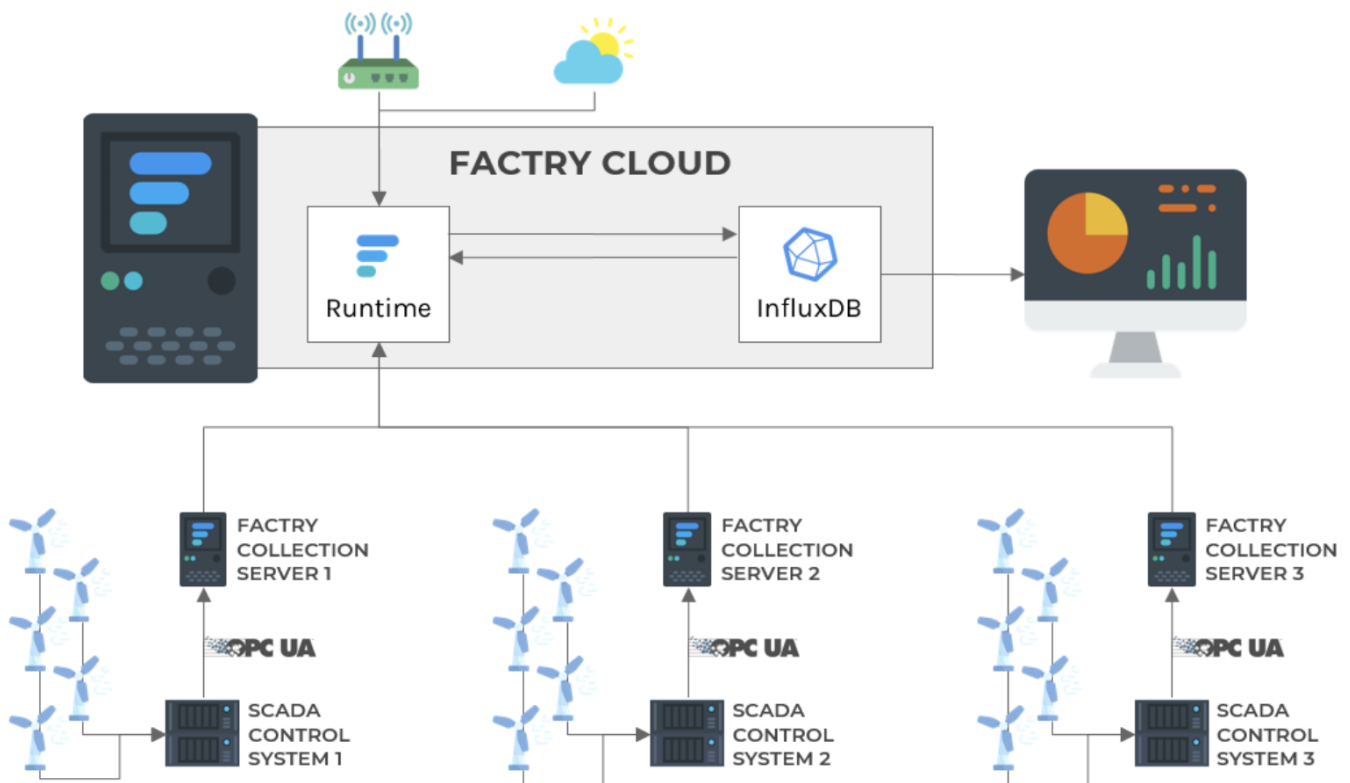 FACTRY CLOUD
Runtime
InfluxDB
FACTRY
COLLECTION
SERVER 1
FACTRY
COLLECTION
SERVER 2
FACTRY
COLLECTION
SERVER 3
OPC UA
OPC UA
OPC UA
SCADA
CONTROL
SYSTEM 1
SCADA
CONTROL
SYSTEM 2
SCADA
CONTROL
SYSTEM 3